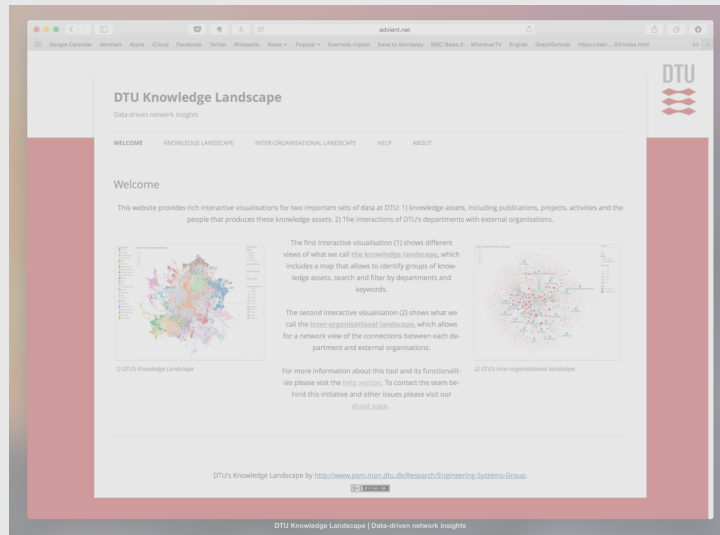 advient.net
Google Calendar denmark Apple iCloud Facebook Twitter Wikipedia News Popular Evernote clipper Save to Mendeley BBC News 2... WhereverTV English
DTU
DTU Knowledge Landscape
Data-driven network insights
WELCOME KNOWLEDGE LANDSCAPE INTER-ORGANISATIONAL LANDSCAPE HELP ABOUT
Welcome
This website provides rich interactive visualisations for two important sets of data at DTU: 1) knowledge assets, including publications, projects, activities and the
people that produces these knowledge assets. 2) The interactions of DTU's departments with external organisations.
The first interactive visualisation (1) shows different
views of what we call the knowledge landscape, which
includes a map that allows to identify groups of know-
ledge assets, search and filter by departments and
keywords.
The second interactive visualisation (2) shows what we
call the inter-organisational landscape, which allows
for a network view of the connections between each de-
partment and external organisations.
For more information about this tool and its functionalit-
ies please visit the help section. To contact the team be-
hind this initiative and other issues please visit our
about page.
1) DTU's Knowledge Landscape
2) DTU's inter-organisational landscape
DTU's Knowledge Landscape by http://www.psm.man.dtu.dk/Research/Engineering-Systems-Group.
DTU Knowledge Landscape | Data-driven network insights